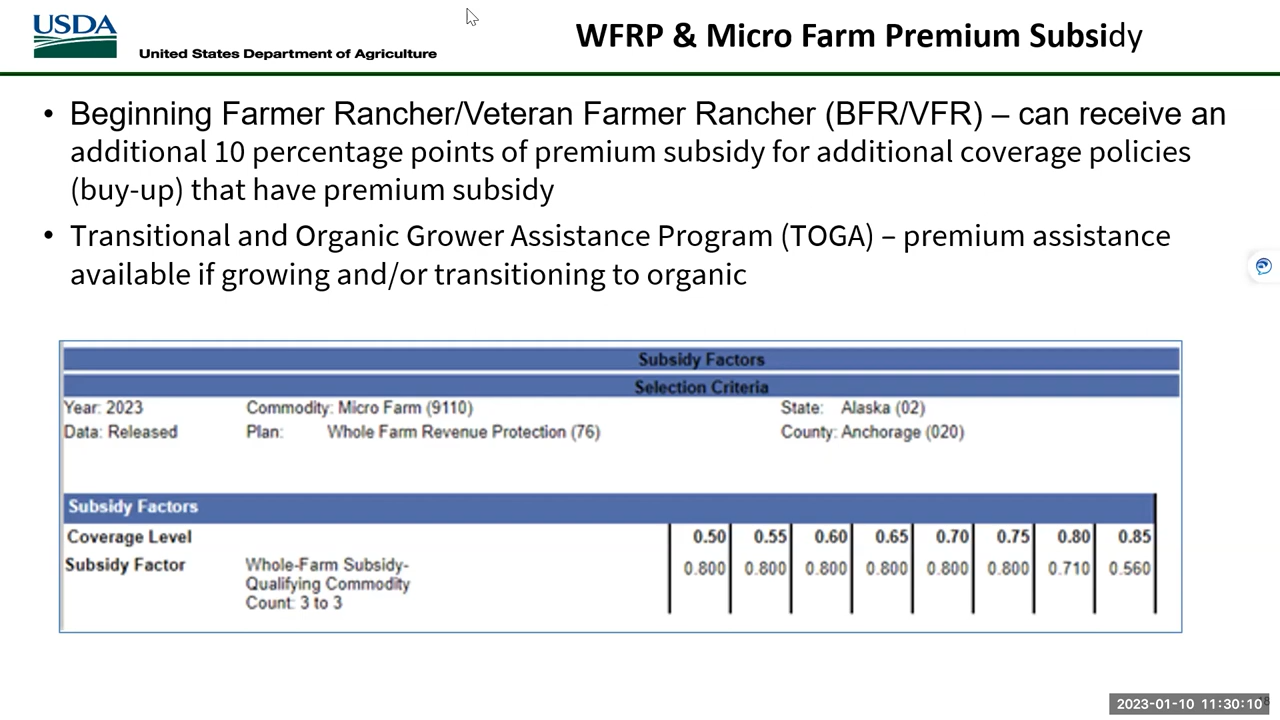 USDA
United States Department of Agriculture
WFRP & Micro Farm Premium Subsidy
• Beginning Farmer Rancher/Veteran Farmer Rancher (BFR/VFR) – can receive an
additional 10 percentage points of premium subsidy for additional coverage policies
(buy-up) that have premium subsidy
• Transitional and Organic Grower Assistance Program (TOGA) – premium assistance
available if growing and/or transitioning to organic
Subsidy Factors
Selection Criteria
Year: 2023 Commodity: Micro Farm (9110) State: Alaska (02)
Data: Released Plan: Whole Farm Revenue Protection (76) County: Anchorage (020)
Subsidy Factors
Coverage Level 0.50 0.55 0.60 0.65 0.70 0.75 0.80 0.85
Subsidy Factor Whole-Farm Subsidy- 0.800 0.800 0.800 0.800 0.800 0.800 0.710 0.560
Qualifying Commodity
Count: 3 to 3
2023-01-10 11:30:10